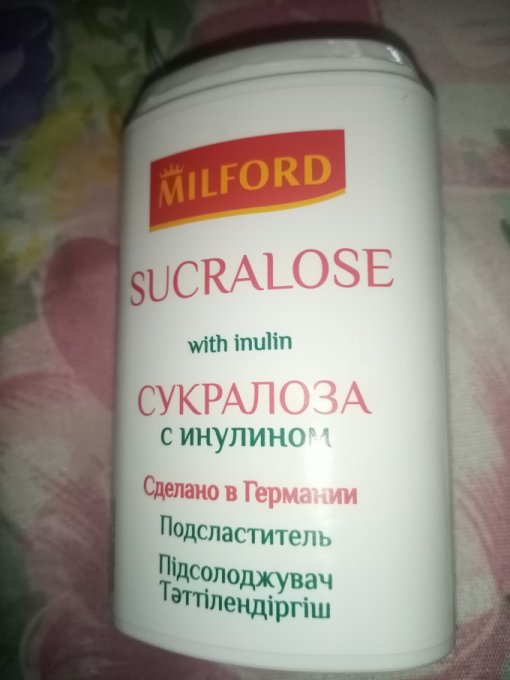 MILFORD
SUCRALOSE
with inulin
СУКРАЛОЗА
с инулином
Сделано в Германии
Подсластитель
Підсолоджувач
Тәттілендіргіш